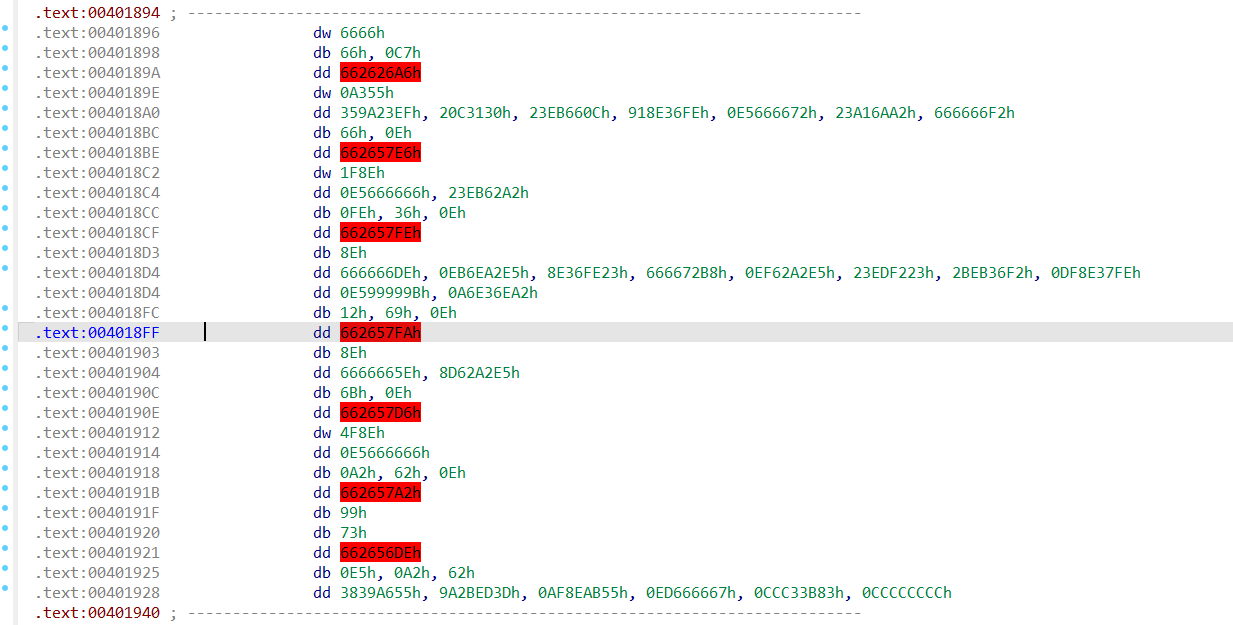 .text:00401894 ; ---------------------------------------------------------------------------
.text:00401896 dw 6666h
.text:00401898 db 66h, 0C7h
.text:0040189A dd 662626A6h
.text:0040189E dw 0A355h
.text:004018A0 dd 359A23EFh, 20C3130h, 23EB660Ch, 918E36FEh, 0E5666672h, 23A16AA2h, 666666F2h
.text:004018BC db 66h, 0Eh
.text:004018BE dd 662657E6h
.text:004018C2 dw 1F8Eh
.text:004018C4 dd 0E5666666h, 23EB62A2h
.text:004018CC db 0FEh, 36h, 0Eh
.text:004018CF dd 662657FEh
.text:004018D3 db 8Eh
.text:004018D4 dd 666666DEh, 0EB6EA2E5h, 8E36FE23h, 666672B8h, 0EF62A2E5h, 23EDF223h, 2BEB36F2h, 0DF8E37FEh
.text:004018D4 dd 0E599999Bh, 0A6E36EA2h
.text:004018FC db 12h, 69h, 0Eh
.text:004018FF dd 662657FAh
.text:00401903 db 8Eh
.text:00401904 dd 6666665Eh, 8D62A2E5h
.text:0040190C db 6Bh, 0Eh
.text:0040190E dd 662657D6h
.text:00401912 dw 4F8Eh
.text:00401914 dd 0E5666666h
.text:00401918 db 0A2h, 62h, 0Eh
.text:0040191B dd 662657A2h
.text:0040191F db 99h
.text:00401920 db 73h
.text:00401921 dd 662656DEh
.text:00401925 db 0E5h, 0A2h, 62h
.text:00401928 dd 3839A655h, 9A2BED3Dh, 0AF8EAB55h, 0ED666667h, 0CCC33B83h, 0CCCCCCCCh
.text:00401940 ; ---------------------------------------------------------------------------